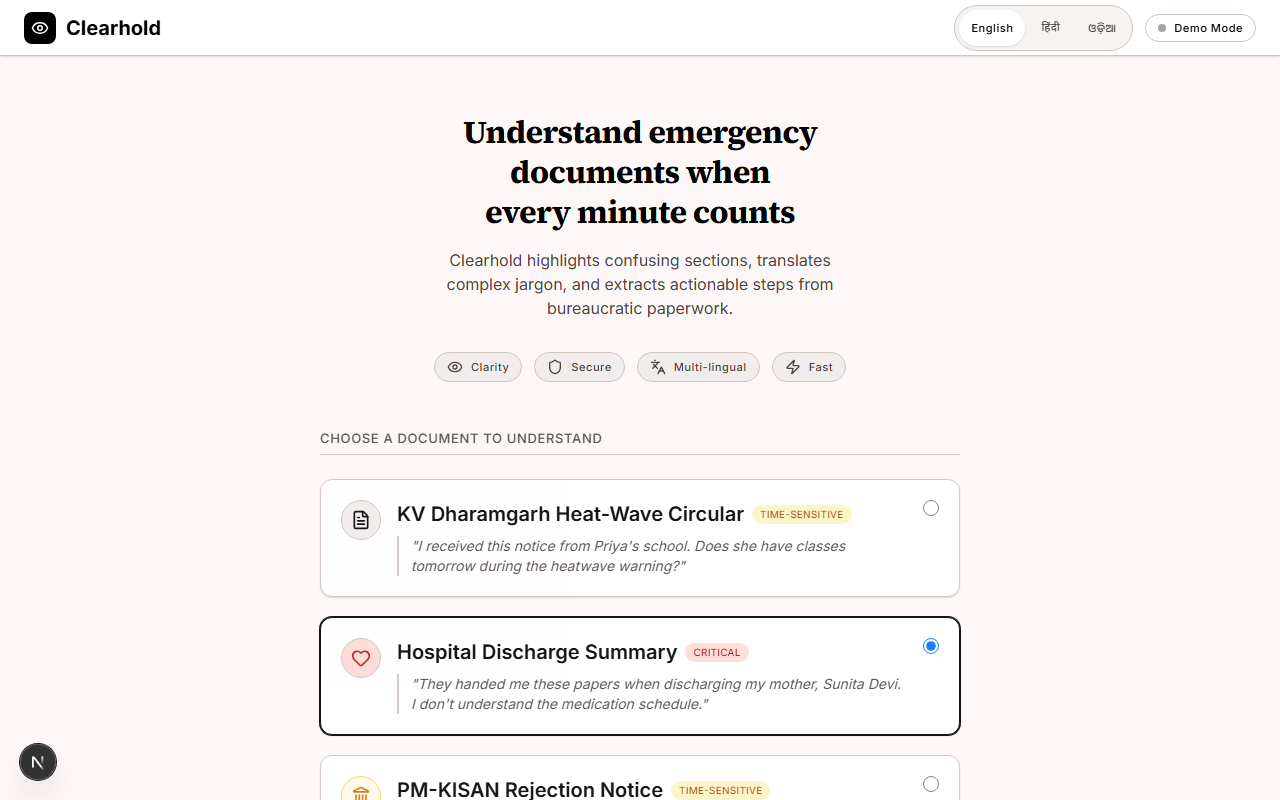 Clearhold
English हिंदी ଓଡ଼ିଆ Demo Mode
Understand emergency
documents when
every minute counts
Clearhold highlights confusing sections, translates
complex jargon, and extracts actionable steps from
bureaucratic paperwork.
Clarity Secure Multi-lingual Fast
CHOOSE A DOCUMENT TO UNDERSTAND
KV Dharamgarh Heat-Wave Circular TIME-SENSITIVE
"I received this notice from Priya's school. Does she have classes
tomorrow during the heatwave warning?"
Hospital Discharge Summary CRITICAL
"They handed me these papers when discharging my mother, Sunita Devi.
I don't understand the medication schedule."
N
PM-KISAN Rejection Notice TIME-SENSITIVE